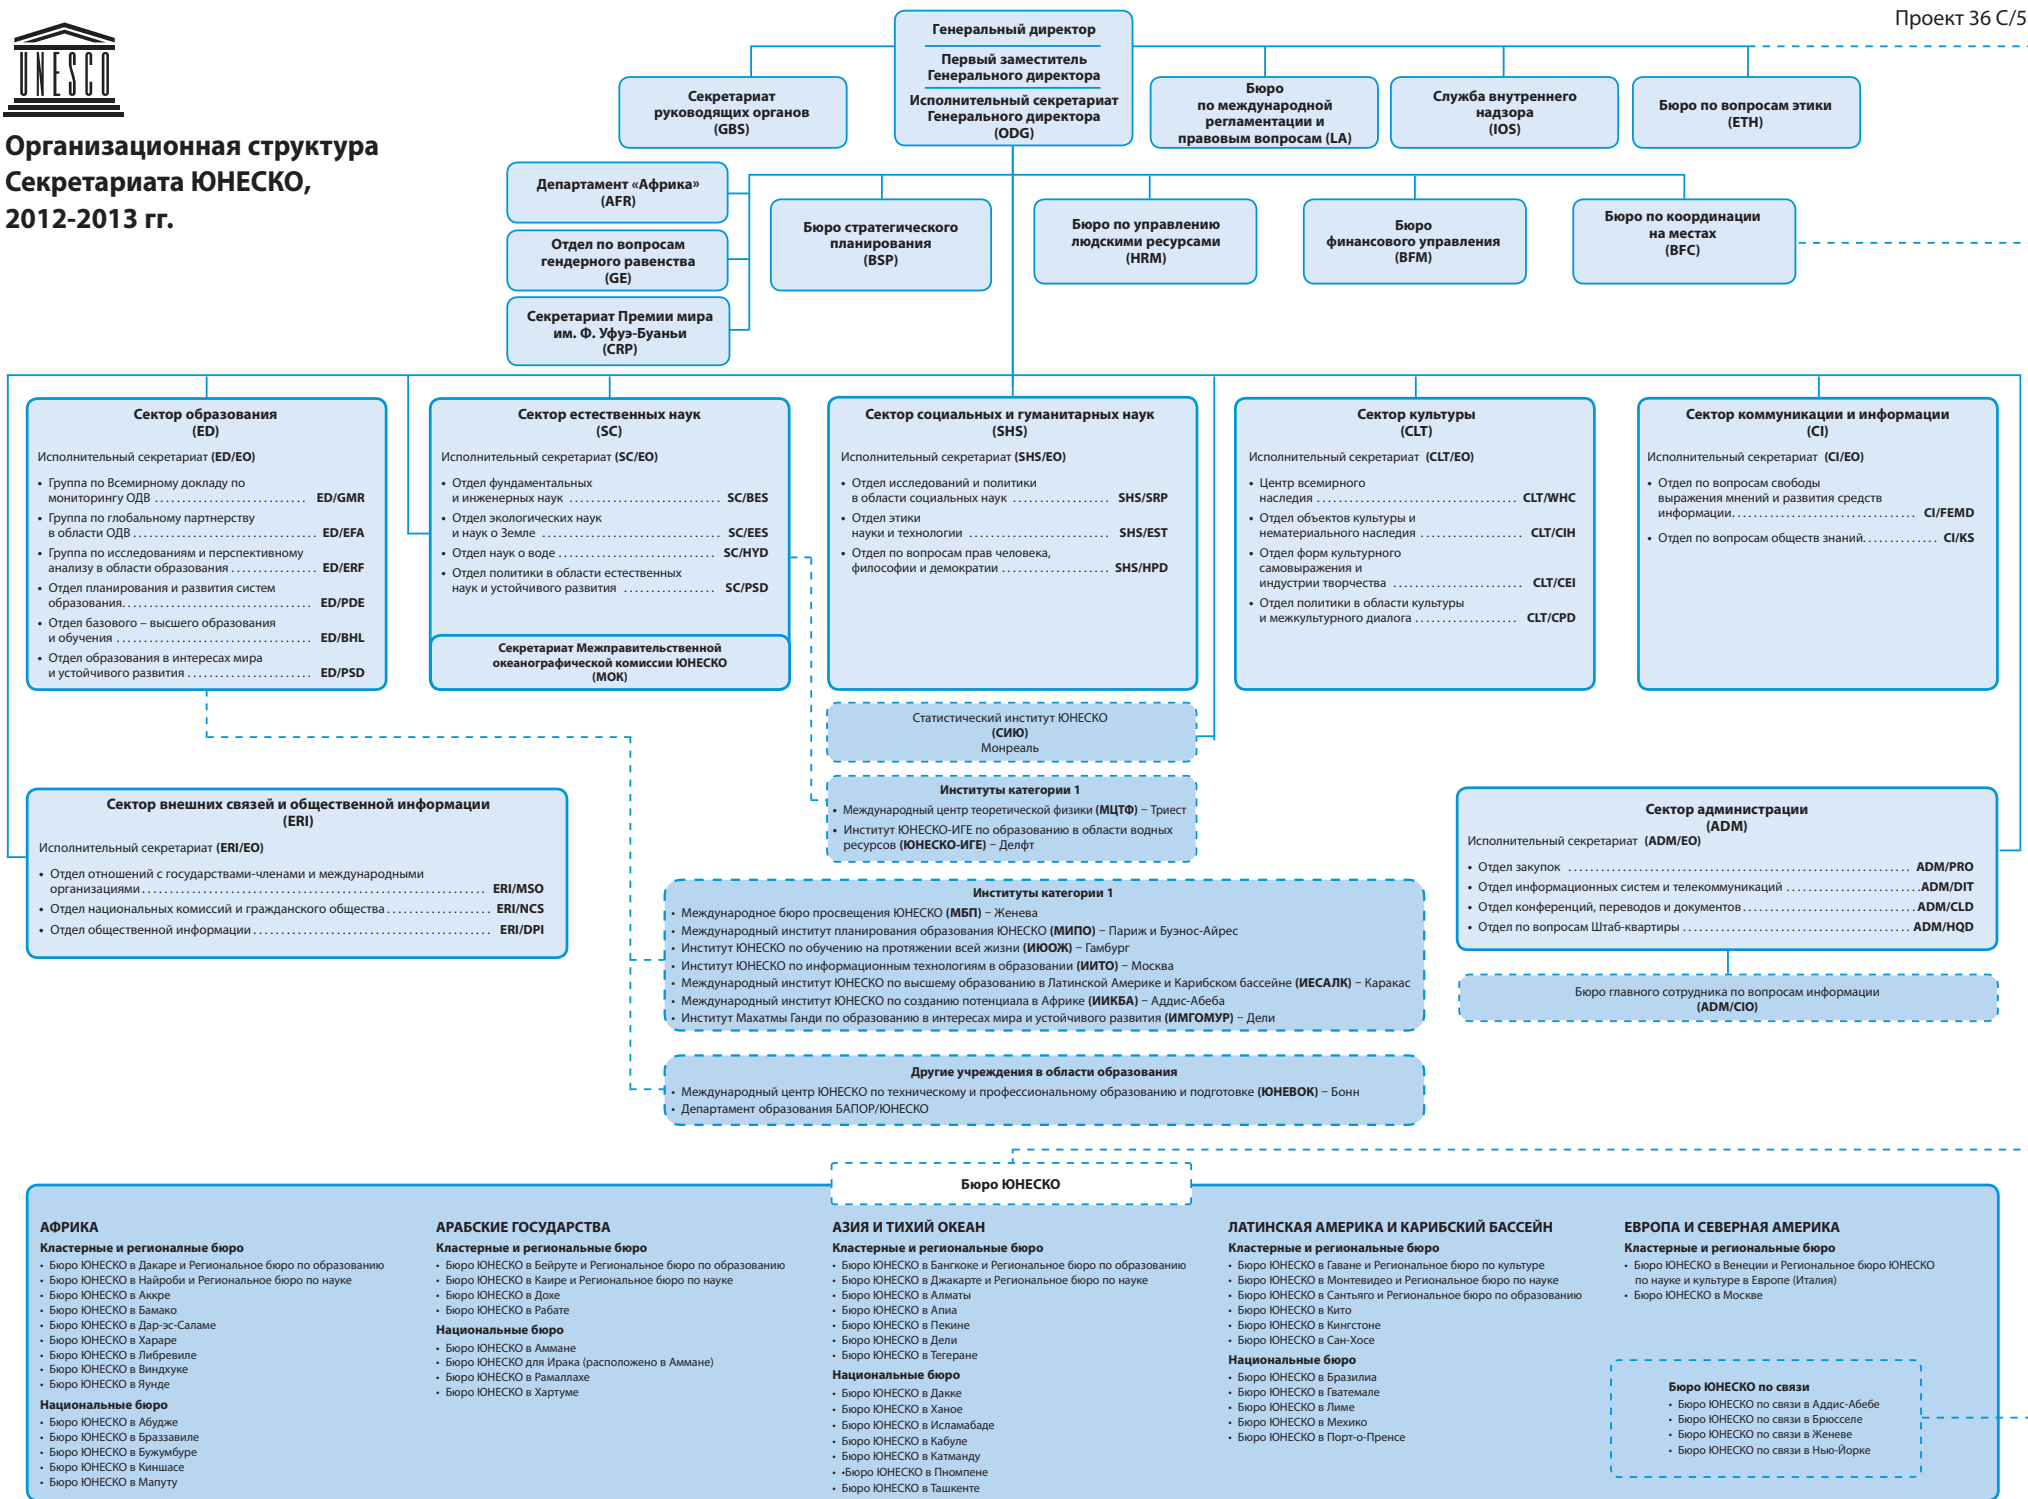 Проект 36 C/5
UNESCO
Организационная структура
Секретариата ЮНЕСКО,
2012-2013 гг.
Генеральный директор
Первый заместитель
Генерального директора
Исполнительный секретариат
Генерального директора
(ODG)
Секретариат
руководящих органов
(GBS)
Бюро
по международной
регламентации и
правовым вопросам (LA)
Служба внутреннего
надзора
(IOS)
Бюро по вопросам этики
(ETH)
Департамент «Африка»
(AFR)
Отдел по вопросам
гендерного равенства
(GE)
Секретариат Премии мира
им. Ф. Уфуэ-Буаньи
(CRP)
Бюро стратегического
планирования
(BSP)
Бюро по управлению
людскими ресурсами
(HRM)
Бюро
финансового управления
(BFM)
Бюро по координации
на местах
(BFC)
Сектор образования
(ED)
Исполнительный секретариат (ED/EO)
• Группа по Всемирному докладу по
мониторингу ОДВ ............................ ED/GMR
• Группа по глобальному партнерству
в области ОДВ ................................ ED/EFA
• Группа по исследованиям и перспективному
анализу в области образования .............. ED/ERF
• Отдел планирования и развития систем
образования.................................. ED/PDE
• Отдел базового – высшего образования
и обучения ................................... ED/BHL
• Отдел образования в интересах мира
и устойчивого развития ...................... ED/PSD
Сектор естественных наук
(SC)
Исполнительный секретариат (SC/EO)
• Отдел фундаментальных
и инженерных наук ........................... SC/BES
• Отдел экологических наук
и наук о Земле ................................ SC/EES
• Отдел наук о воде ............................. SC/HYD
• Отдел политики в области естественных
наук и устойчивого развития ................ SC/PSD
Секретариат Межправительственной
океанографической комиссии ЮНЕСКО
(МОК)
Сектор социальных и гуманитарных наук
(SHS)
Исполнительный секретариат (SHS/EO)
• Отдел исследований и политики
в области социальных наук ................. SHS/SRP
• Отдел этики
науки и технологии .......................... SHS/EST
• Отдел по вопросам прав человека,
философии и демократии ................... SHS/HPD
Сектор культуры
(CLT)
Исполнительный секретариат (CLT/EO)
• Центр всемирного
наследия .................................... CLT/WHC
• Отдел объектов культуры и
нематериального наследия .................. CLT/CIH
• Отдел форм культурного
самовыражения и
индустрии творчества ....................... CLT/CEI
• Отдел политики в области культуры
и межкультурного диалога .................. CLT/CPD
Сектор коммуникации и информации
(CI)
Исполнительный секретариат (CI/EO)
• Отдел по вопросам свободы
выражения мнений и развития средств
информации................................. CI/FEMD
• Отдел по вопросам обществ знаний............. CI/KS
Статистический институт ЮНЕСКО
(СИЮ)
Монреаль
Институты категории 1
• Международный центр теоретической физики (МЦТФ) – Триест
• Институт ЮНЕСКО-ИГЕ по образованию в области водных
ресурсов (ЮНЕСКО-ИГЕ) – Делфт
Сектор внешних связей и общественной информации
(ERI)
Исполнительный секретариат (ERI/EO)
• Отдел отношений с государствами-членами и международными
организациями ............................................................ ERI/MSO
• Отдел национальных комиссий и гражданского общества .................. ERI/NCS
• Отдел общественной информации .......................................... ERI/DPI
Сектор администрации
(ADM)
Исполнительный секретариат (ADM/EO)
• Отдел закупок ............................................................ ADM/PRO
• Отдел информационных систем и телекоммуникаций ........................ADM/DIT
• Отдел конференций, переводов и документов ...............................ADM/CLD
• Отдел по вопросам Штаб-квартиры ........................................ ADM/HQD
Бюро главного сотрудника по вопросам информации
(ADM/CIO)
Институты категории 1
• Международное бюро просвещения ЮНЕСКО (МБП) – Женева
• Международный институт планирования образования ЮНЕСКО (МИПО) – Париж и Буэнос-Айрес
• Институт ЮНЕСКО по обучению на протяжении всей жизни (ИЮОЖ) – Гамбург
• Институт ЮНЕСКО по информационным технологиям в образовании (ИИТО) – Москва
• Международный институт ЮНЕСКО по высшему образованию в Латинской Америке и Карибском бассейне (ИЕСАЛК) – Каракас
• Международный институт ЮНЕСКО по созданию потенциала в Африке (ИИКБА) – Аддис-Абеба
• Институт Махатмы Ганди по образованию в интересах мира и устойчивого развития (ИМГОМУР) – Дели
Другие учреждения в области образования
• Международный центр ЮНЕСКО по техническому и профессиональному образованию и подготовке (ЮНЕВОК) – Бонн
• Департамент образования БАПОР/ЮНЕСКО
Бюро ЮНЕСКО
АФРИКА
Кластерные и регионалные бюро
• Бюро ЮНЕСКО в Дакаре и Региональное бюро по образованию
• Бюро ЮНЕСКО в Найроби и Региональное бюро по науке
• Бюро ЮНЕСКО в Аккре
• Бюро ЮНЕСКО в Бамако
• Бюро ЮНЕСКО в Дар-эс-Саламе
• Бюро ЮНЕСКО в Хараре
• Бюро ЮНЕСКО в Либревиле
• Бюро ЮНЕСКО в Виндхуке
• Бюро ЮНЕСКО в Яунде
Национальные бюро
• Бюро ЮНЕСКО в Абудже
• Бюро ЮНЕСКО в Браззавиле
• Бюро ЮНЕСКО в Бужумбуре
• Бюро ЮНЕСКО в Киншасе
• Бюро ЮНЕСКО в Мапуту
АРАБСКИЕ ГОСУДАРСТВА
Кластерные и региональные бюро
• Бюро ЮНЕСКО в Бейруте и Региональное бюро по образованию
• Бюро ЮНЕСКО в Каире и Региональное бюро по науке
• Бюро ЮНЕСКО в Дохе
• Бюро ЮНЕСКО в Рабате
Национальные бюро
• Бюро ЮНЕСКО в Аммане
• Бюро ЮНЕСКО для Ирака (расположено в Аммане)
• Бюро ЮНЕСКО в Рамаллахе
• Бюро ЮНЕСКО в Хартуме
АЗИЯ И ТИХИЙ ОКЕАН
Кластерные и региональные бюро
• Бюро ЮНЕСКО в Бангкоке и Региональное бюро по образованию
• Бюро ЮНЕСКО в Джакарте и Региональное бюро по науке
• Бюро ЮНЕСКО в Алматы
• Бюро ЮНЕСКО в Апиа
• Бюро ЮНЕСКО в Пекине
• Бюро ЮНЕСКО в Дели
• Бюро ЮНЕСКО в Тегеране
Национальные бюро
• Бюро ЮНЕСКО в Дакке
• Бюро ЮНЕСКО в Ханое
• Бюро ЮНЕСКО в Исламабаде
• Бюро ЮНЕСКО в Кабуле
• Бюро ЮНЕСКО в Катманду
• •Бюро ЮНЕСКО в Пномпене
• Бюро ЮНЕСКО в Ташкенте
ЛАТИНСКАЯ АМЕРИКА И КАРИБСКИЙ БАССЕЙН
Кластерные и региональные бюро
• Бюро ЮНЕСКО в Гаване и Региональное бюро по культуре
• Бюро ЮНЕСКО в Монтевидео и Региональное бюро по науке
• Бюро ЮНЕСКО в Сантьяго и Региональное бюро по образованию
• Бюро ЮНЕСКО в Кито
• Бюро ЮНЕСКО в Кингстоне
• Бюро ЮНЕСКО в Сан-Хосе
Национальные бюро
• Бюро ЮНЕСКО в Бразилиа
• Бюро ЮНЕСКО в Гватемале
• Бюро ЮНЕСКО в Лиме
• Бюро ЮНЕСКО в Мехико
• Бюро ЮНЕСКО в Порт-о-Пренсе
ЕВРОПА И СЕВЕРНАЯ АМЕРИКА
Кластерные и региональные бюро
• Бюро ЮНЕСКО в Венеции и Региональное бюро ЮНЕСКО
по науке и культуре в Европе (Италия)
• Бюро ЮНЕСКО в Москве
Бюро ЮНЕСКО по связи
• Бюро ЮНЕСКО по связи в Аддис-Абебе
• Бюро ЮНЕСКО по связи в Брюсселе
• Бюро ЮНЕСКО по связи в Женеве
• Бюро ЮНЕСКО по связи в Нью-Йорке